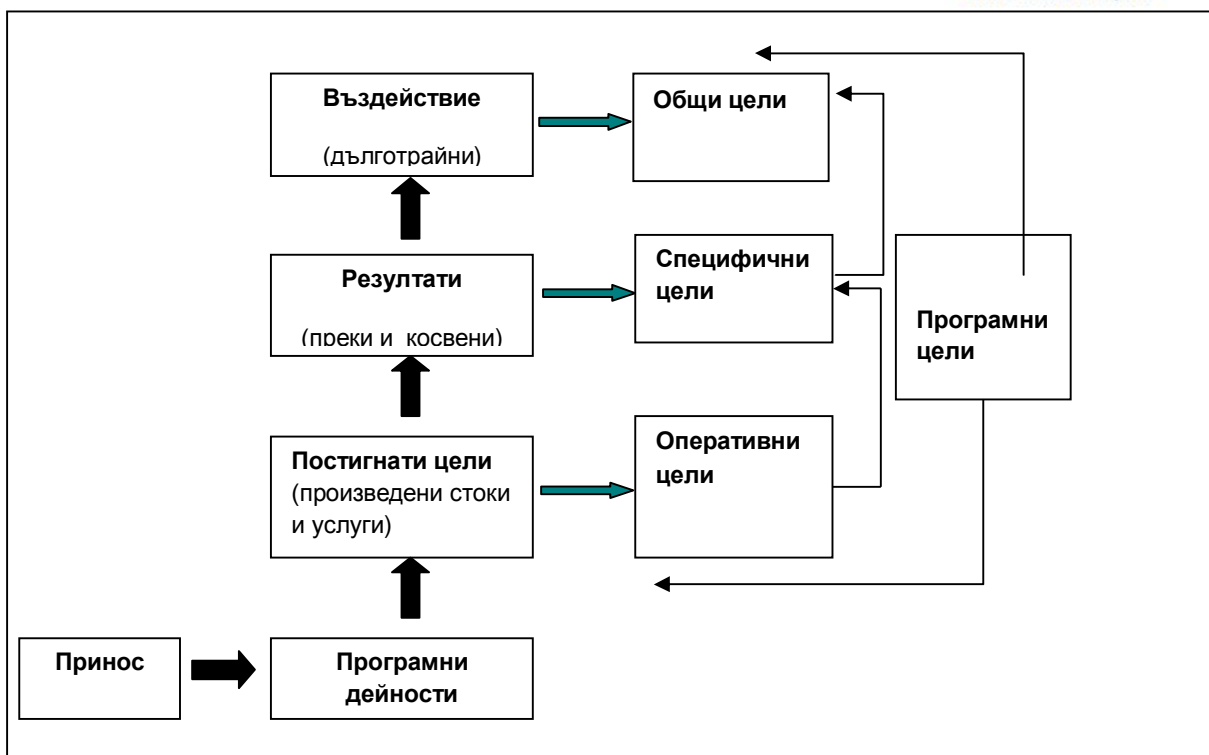 Въздействие
(дълготрайни)
Общи цели
Резултати
(преки и косвени)
Специфични
цели
Програмни
цели
Постигнати цели
(произведени стоки
и услуги)
Оперативни
цели
Принос
Програмни
дейности